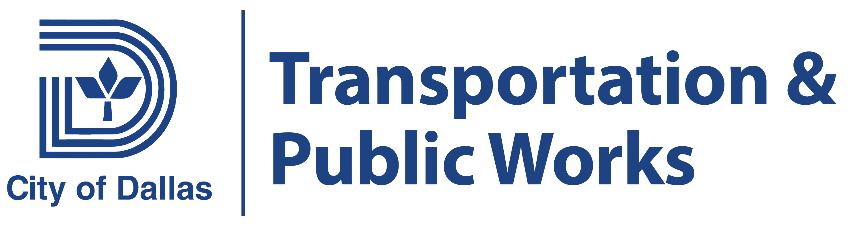 City of Dallas
Transportation &
Public Works